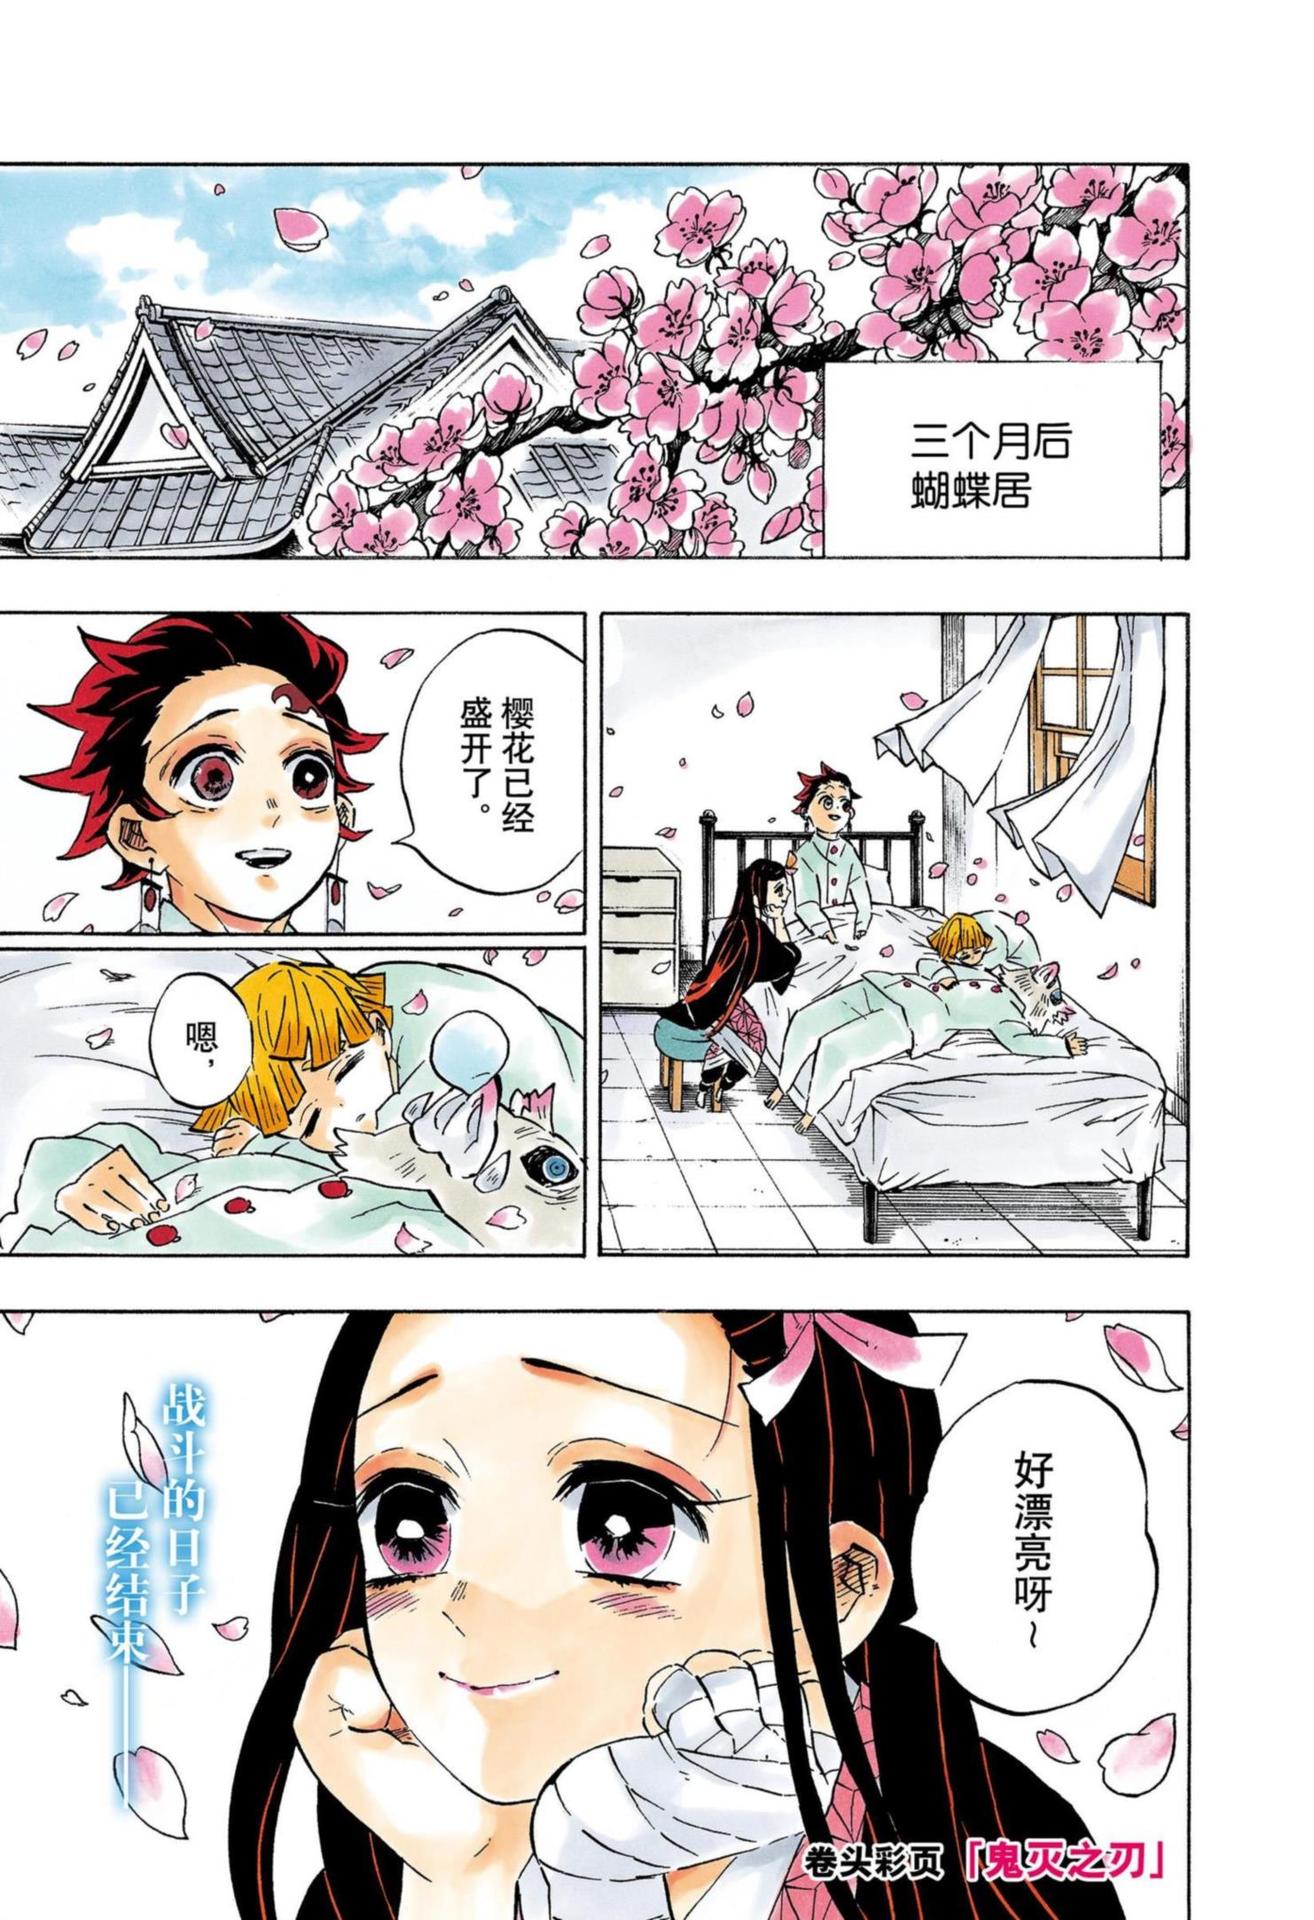 三个月后
蝴蝶居
樱花已经
盛开了。
嗯，
好漂亮呀～
战斗的日子
已经结束——
卷头彩页「鬼灭之刃」